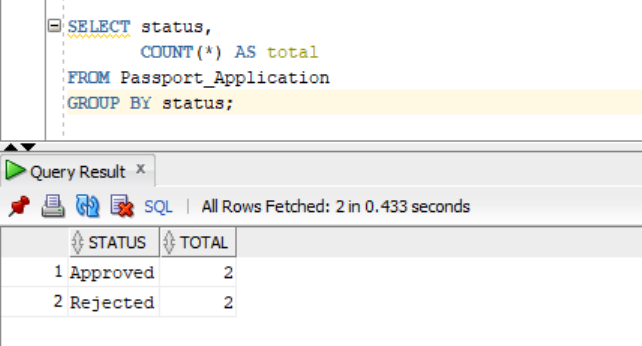 SELECT status,
COUNT(*) AS total
FROM Passport_Application
GROUP BY status;
Query Result x
SQL | All Rows Fetched: 2 in 0.433 seconds
STATUS TOTAL
1 Approved 2
2 Rejected 2